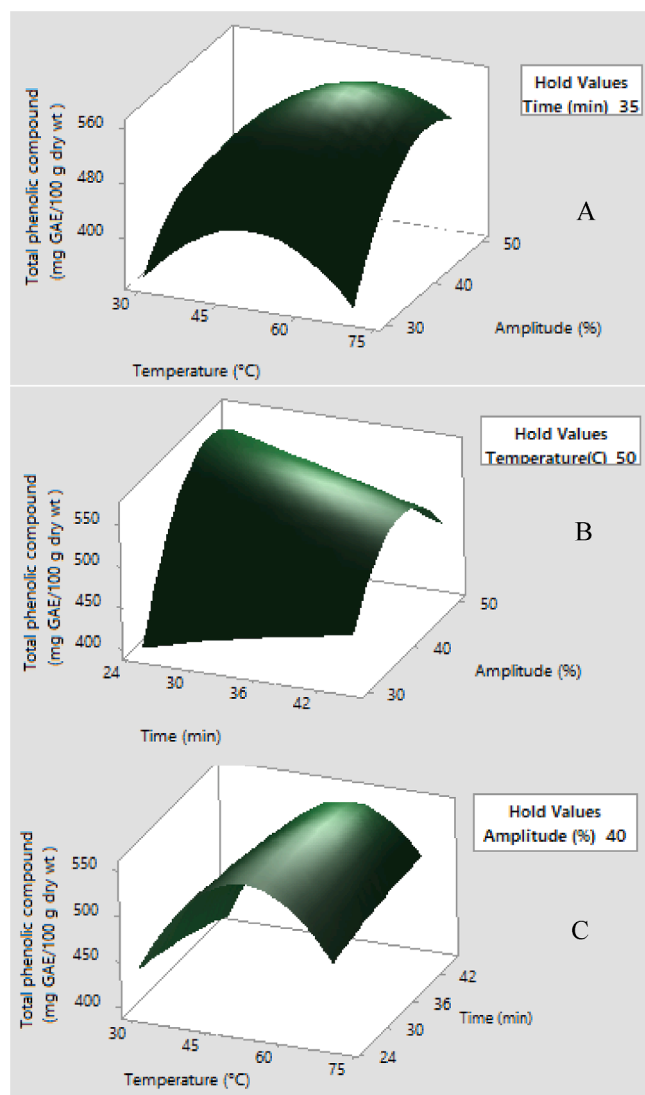 Hold Values
Time (min) 35
Total phenolic compound
(mg GAE/100 g dry wt )
560
480
400
30
45
60
75
30
40
50
Temperature (°C)
Amplitude (%)
A
Hold Values
Temperature(C) 50
Total phenolic compound
(mg GAE/100 g dry wt )
550
500
450
400
24
30
36
42
30
40
50
Time (min)
Amplitude (%)
B
Hold Values
Amplitude (%) 40
Total phenolic compound
(mg GAE/100 g dry wt )
550
500
450
400
30
45
60
75
24
30
36
42
Temperature (°C)
Time (min)
C